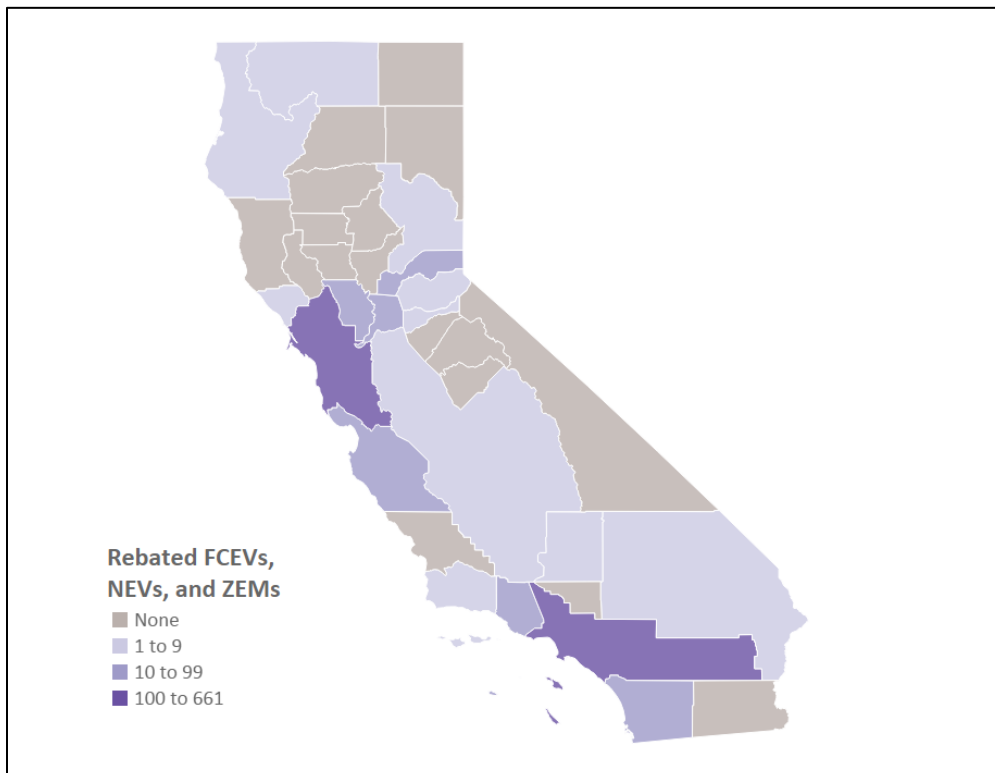 Rebated FCEVs,
NEVs, and ZEMs
None
1 to 9
10 to 99
100 to 661